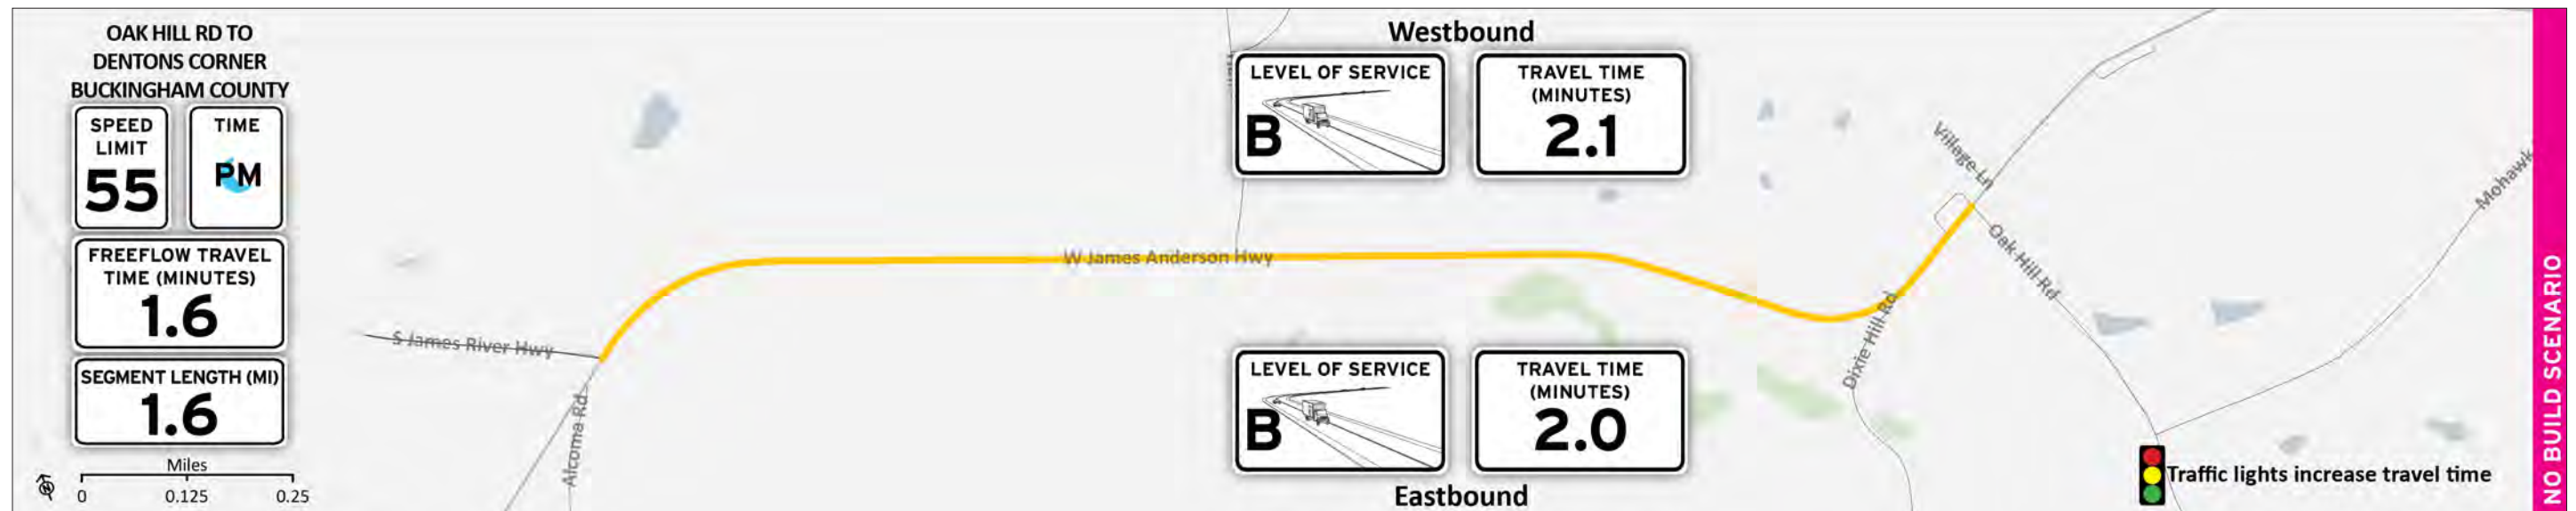 OAK HILL RD TO
DENTONS CORNER
BUCKINGHAM COUNTY
SPEED
LIMIT
55
TIME
PM
FREEFLOW TRAVEL
TIME (MINUTES)
1.6
SEGMENT LENGTH (MI)
1.6
Miles
0 0.125 0.25
S James River Hwy
Alcoma Rd
W James Anderson Hwy
Westbound
LEVEL OF SERVICE
B
TRAVEL TIME
(MINUTES)
2.1
LEVEL OF SERVICE
B
TRAVEL TIME
(MINUTES)
2.0
Eastbound
Village Ln
Oak Hill Rd
Dixie Hill Rd
Mohawk
Traffic lights increase travel time
NO BUILD SCENARIO